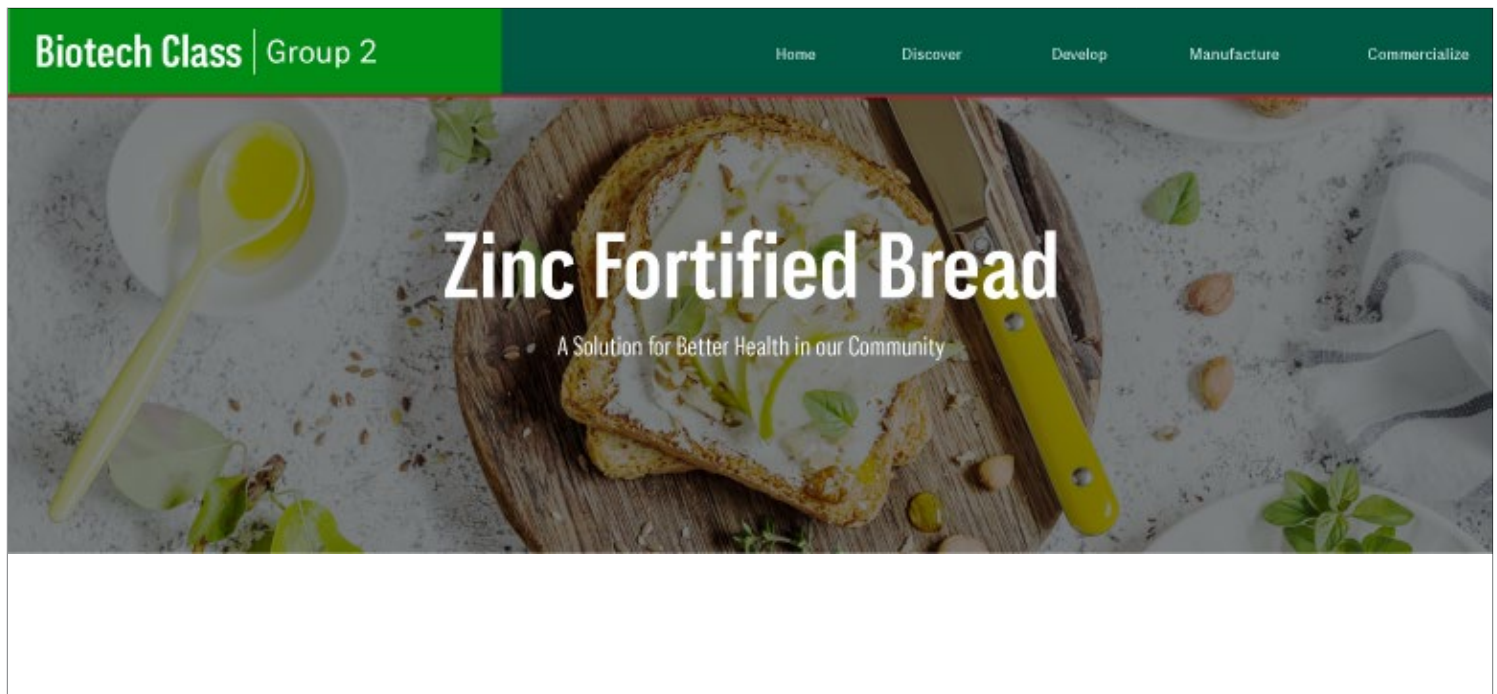 Biotech Class | Group 2
Home Discover Develop Manufacture Commercialize
Zinc Fortified Bread
A Solution for Better Health in our Community